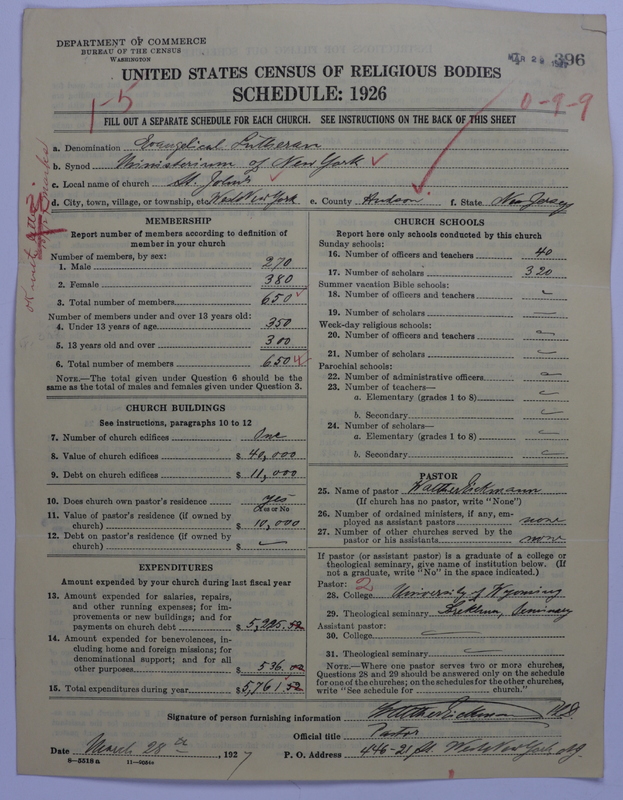 DEPARTMENT OF COMMERCE
BUREAU OF THE CENSUS
WASHINGTON
MAR 29 1927 396
UNITED STATES CENSUS OF RELIGIOUS BODIES
SCHEDULE: 1926
1-5
0-9-9
FILL OUT A SEPARATE SCHEDULE FOR EACH CHURCH. SEE INSTRUCTIONS ON THE BACK OF THIS SHEET
a. Denomination Evangelical Lutheran
b. Synod Ministerium of New York
c. Local name of church St. John's
d. City, town, village, or township, etc. West New York e. County Hudson f. State New Jersey
MEMBERSHIP
Report number of members according to definition of
member in your church
Number of members, by sex:
1. Male 270
2. Female 380
3. Total number of members 650
Number of members under and over 13 years old:
4. Under 13 years of age 350
5. 13 years old and over 300
6. Total number of members 650
NOTE.—The total given under Question 6 should be the
same as the total of males and females given under Question 3.
CHURCH BUILDINGS
See instructions, paragraphs 10 to 12
7. Number of church edifices One
8. Value of church edifices $ 40,000
9. Debt on church edifices $ 11,000
10. Does church own pastor's residence Yes
Yes or No
11. Value of pastor's residence (if owned by
church) $ 10,000
12. Debt on pastor's residence (if owned by
church) $ —
EXPENDITURES
Amount expended by your church during last fiscal year
13. Amount expended for salaries, repairs,
and other running expenses; for im-
provements or new buildings; and for
payments on church debt $ 5,225.52
14. Amount expended for benevolences, in-
cluding home and foreign missions; for
denominational support; and for all
other purposes $ 536.02
15. Total expenditures during year $ 5,761.52
CHURCH SCHOOLS
Report here only schools conducted by this church
Sunday schools:
16. Number of officers and teachers 40
17. Number of scholars 320
Summer vacation Bible schools:
18. Number of officers and teachers —
19. Number of scholars —
Week-day religious schools:
20. Number of officers and teachers —
21. Number of scholars —
Parochial schools:
22. Number of administrative officers —
23. Number of teachers—
a. Elementary (grades 1 to 8) —
b. Secondary —
24. Number of scholars—
a. Elementary (grades 1 to 8) —
b. Secondary —
PASTOR
25. Name of pastor Walther Eickmann
(If church has no pastor, write "None")
26. Number of ordained ministers, if any, em-
ployed as assistant pastors none
27. Number of other churches served by the
pastor or his assistants none
If pastor (or assistant pastor) is a graduate of a college or
theological seminary, give name of institution below. (If
not a graduate, write "No" in the space indicated.)
Pastor: 2
28. College University of Wyoming
29. Theological seminary Seminary
Assistant pastor:
30. College —
31. Theological seminary —
NOTE.—Where one pastor serves two or more churches,
Questions 28 and 29 should be answered only on the schedule
for one of the churches; on the schedules for the other churches,
write "See schedule for church."
Signature of person furnishing information Walther Eickmann
Official title Pastor
Date March 28th, 1927 P. O. Address 446-21 St. West New York, N.J.
8—5518 a 11—9054c